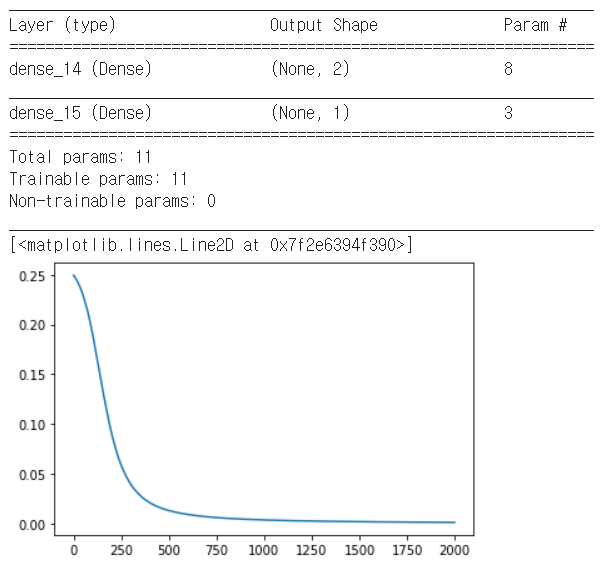 Layer (type) Output Shape Param #
=================================================================
dense_14 (Dense) (None, 2) 8
_________________________________________________________________
dense_15 (Dense) (None, 1) 3
=================================================================
Total params: 11
Trainable params: 11
Non-trainable params: 0
_________________________________________________________________
[<matplotlib.lines.Line2D at 0x7f2e6394f390>]
0.25
0.20
0.15
0.10
0.05
0.00
0 250 500 750 1000 1250 1500 1750 2000